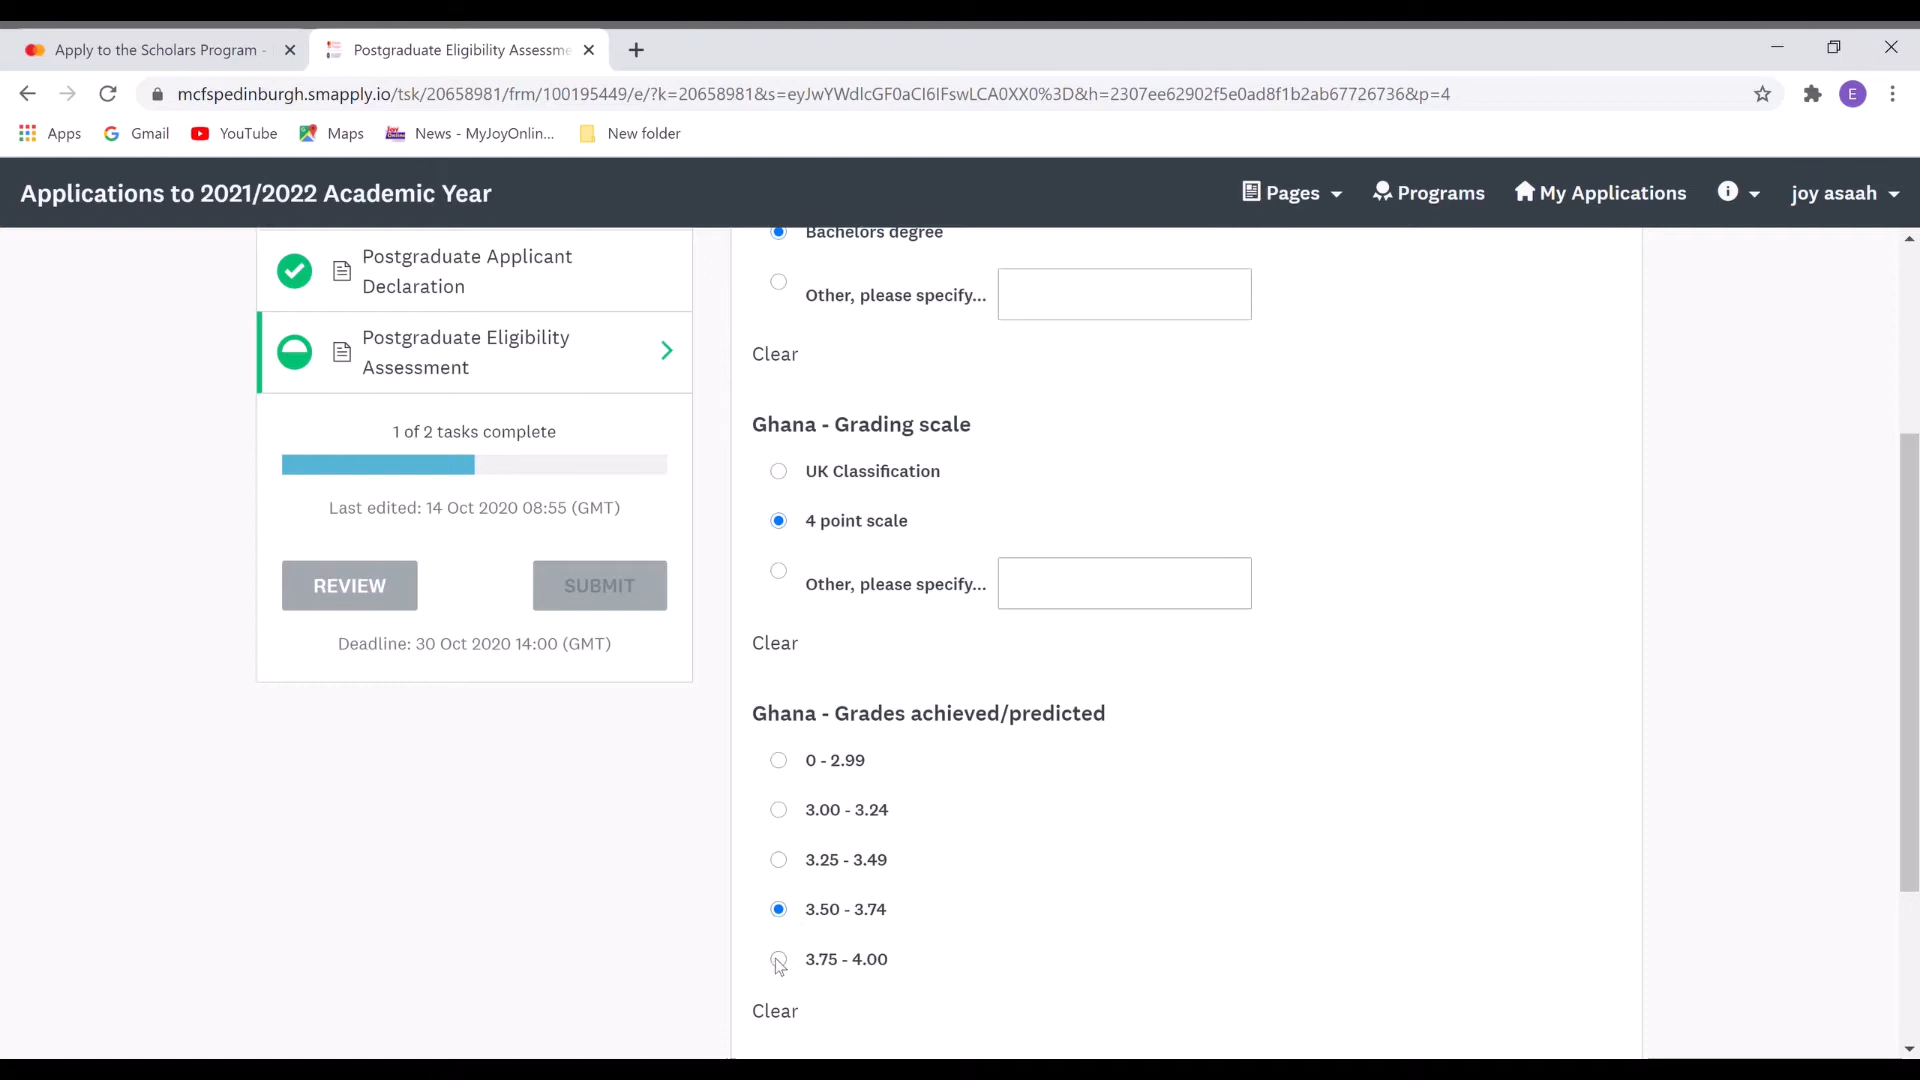 Apply to the Scholars Program -
Postgraduate Eligibility Assessme
mcfspedinburgh.smapply.io/tsk/20658981/frm/100195449/e/?k=20658981&s=eyJwYWdlcGF0aCI6IFswLCA0XX0%3D&h=2307ee62902f5e0ad8f1b2ab67726736&p=4
E
Apps
Gmail
YouTube
Maps
News - MyJoyOnlin...
New folder
Applications to 2021/2022 Academic Year
Pages
Programs
My Applications
joy asaah
Postgraduate Applicant
Declaration
Postgraduate Eligibility
Assessment
1 of 2 tasks complete
Last edited: 14 Oct 2020 08:55 (GMT)
REVIEW
SUBMIT
Deadline: 30 Oct 2020 14:00 (GMT)
Bachelors degree
Other, please specify...
Clear
Ghana - Grading scale
UK Classification
4 point scale
Other, please specify...
Clear
Ghana - Grades achieved/predicted
0 - 2.99
3.00 - 3.24
3.25 - 3.49
3.50 - 3.74
3.75 - 4.00
Clear